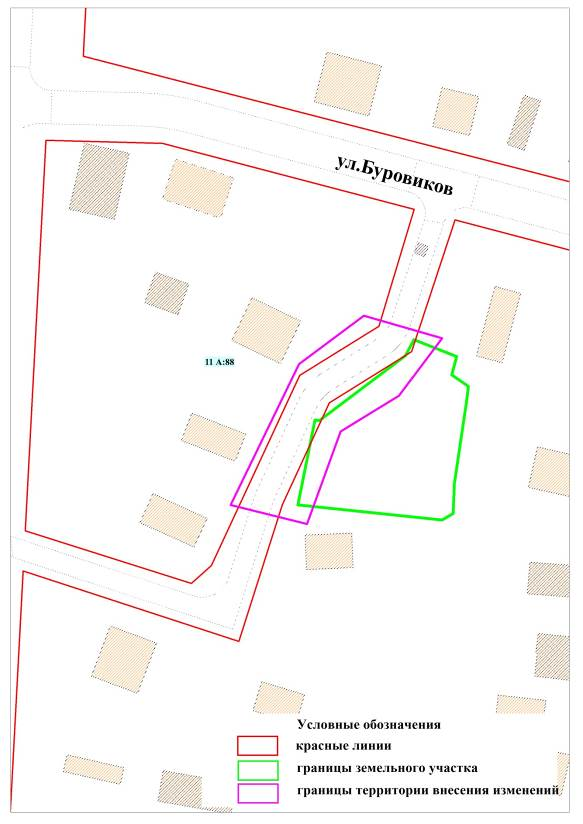 ул.Буровиков
11 А:88
Условные обозначения
красные линии
границы земельного участка
границы территории внесения изменений